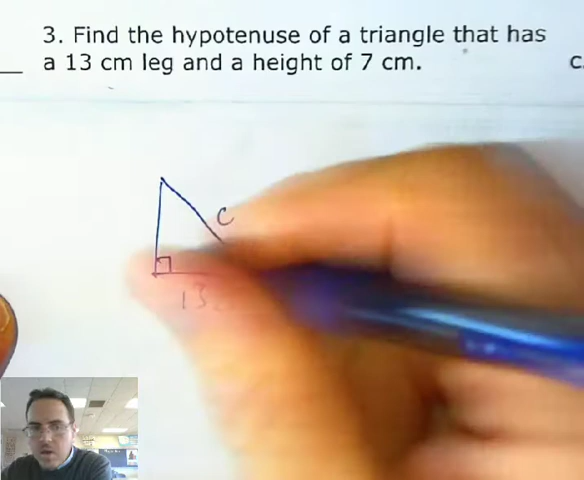 3. Find the hypotenuse of a triangle that has
a 13 cm leg and a height of 7 cm.
c.
C
13